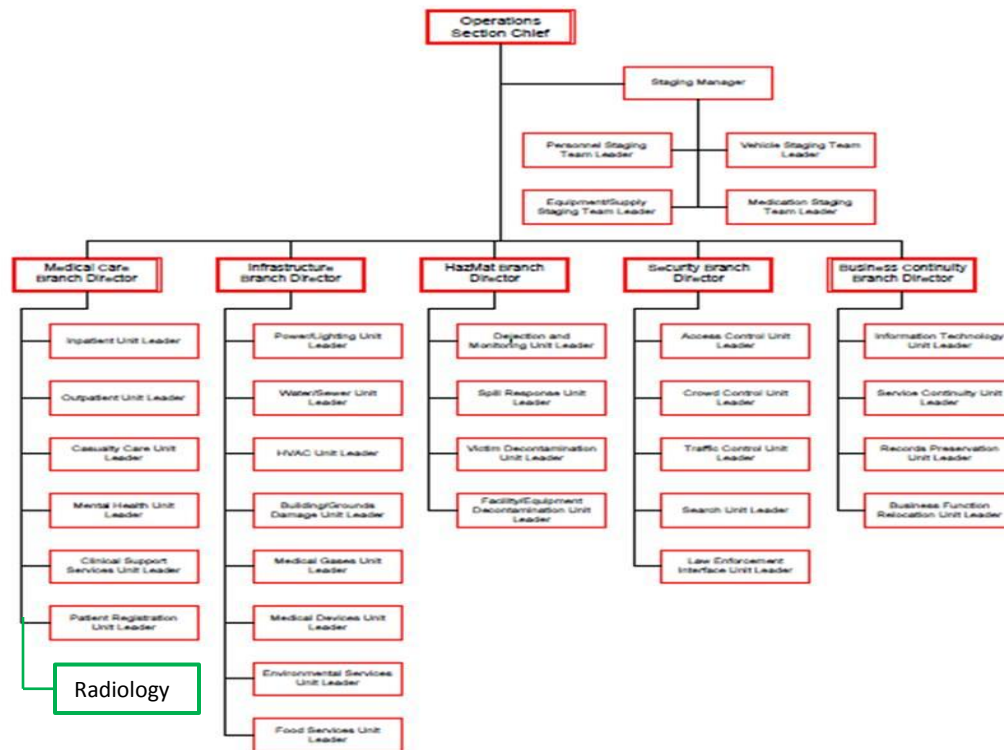 Operations
Section Chief
Staging Manager
Personnel Staging
Team Leader
Vehicle Staging Team
Leader
Equipment/Supply
Staging Team Leader
Medication Staging
Team Leader
Medical Care
Branch Director
Infrastructure
Branch Director
HazMat Branch
Director
Security Branch
Director
Business Continuity
Branch Director
Inpatient Unit Leader
Outpatient Unit Leader
Casualty Care Unit
Leader
Mental Health Unit
Leader
Clinical Support
Services Unit Leader
Patient Registration
Unit Leader
Radiology
Power/Lighting Unit
Leader
Water/Sewer Unit
Leader
HVAC Unit Leader
Building/Grounds
Damage Unit Leader
Medical Gases Unit
Leader
Medical Devices Unit
Leader
Environmental Services
Unit Leader
Food Services Unit
Leader
Dejection and
Monitoring Unit Leader
Spill Response Unit
Leader
Victim Decontamination
Unit Leader
Facility/Equipment
Decontamination Unit
Leader
Access Control Unit
Leader
Crowd Control Unit
Leader
Traffic Control Unit
Leader
Search Unit Leader
Law Enforcement
Interface Unit Leader
Information Technology
Unit Leader
Service Continuity Unit
Leader
Records Preservation
Unit Leader
Business Function
Relocation Unit Leader